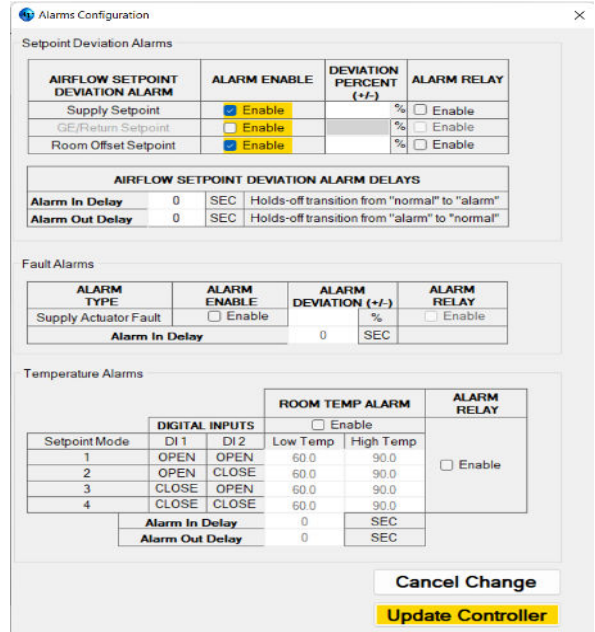 Alarms Configuration
Setpoint Deviation Alarms
AIRFLOW SETPOINT DEVIATION ALARM ALARM ENABLE DEVIATION PERCENT (+/-) ALARM RELAY
Supply Setpoint Enable % Enable
GE/Return Setpoint Enable % Enable
Room Offset Setpoint Enable % Enable
AIRFLOW SETPOINT DEVIATION ALARM DELAYS
Alarm In Delay 0 SEC Holds-off transition from "normal" to "alarm"
Alarm Out Delay 0 SEC Holds-off transition from "alarm" to "normal"
Fault Alarms
ALARM TYPE ALARM ENABLE ALARM DEVIATION (+/-) ALARM RELAY
Supply Actuator Fault Enable % Enable
Alarm In Delay 0 SEC
Temperature Alarms
ROOM TEMP ALARM ALARM RELAY
DIGITAL INPUTS Enable
Setpoint Mode DI 1 DI 2 Low Temp High Temp
1 OPEN OPEN 60.0 90.0
2 OPEN CLOSE 60.0 90.0
Enable
3 CLOSE OPEN 60.0 90.0
4 CLOSE CLOSE 60.0 90.0
Alarm In Delay 0 SEC
Alarm Out Delay 0 SEC
Cancel Change
Update Controller